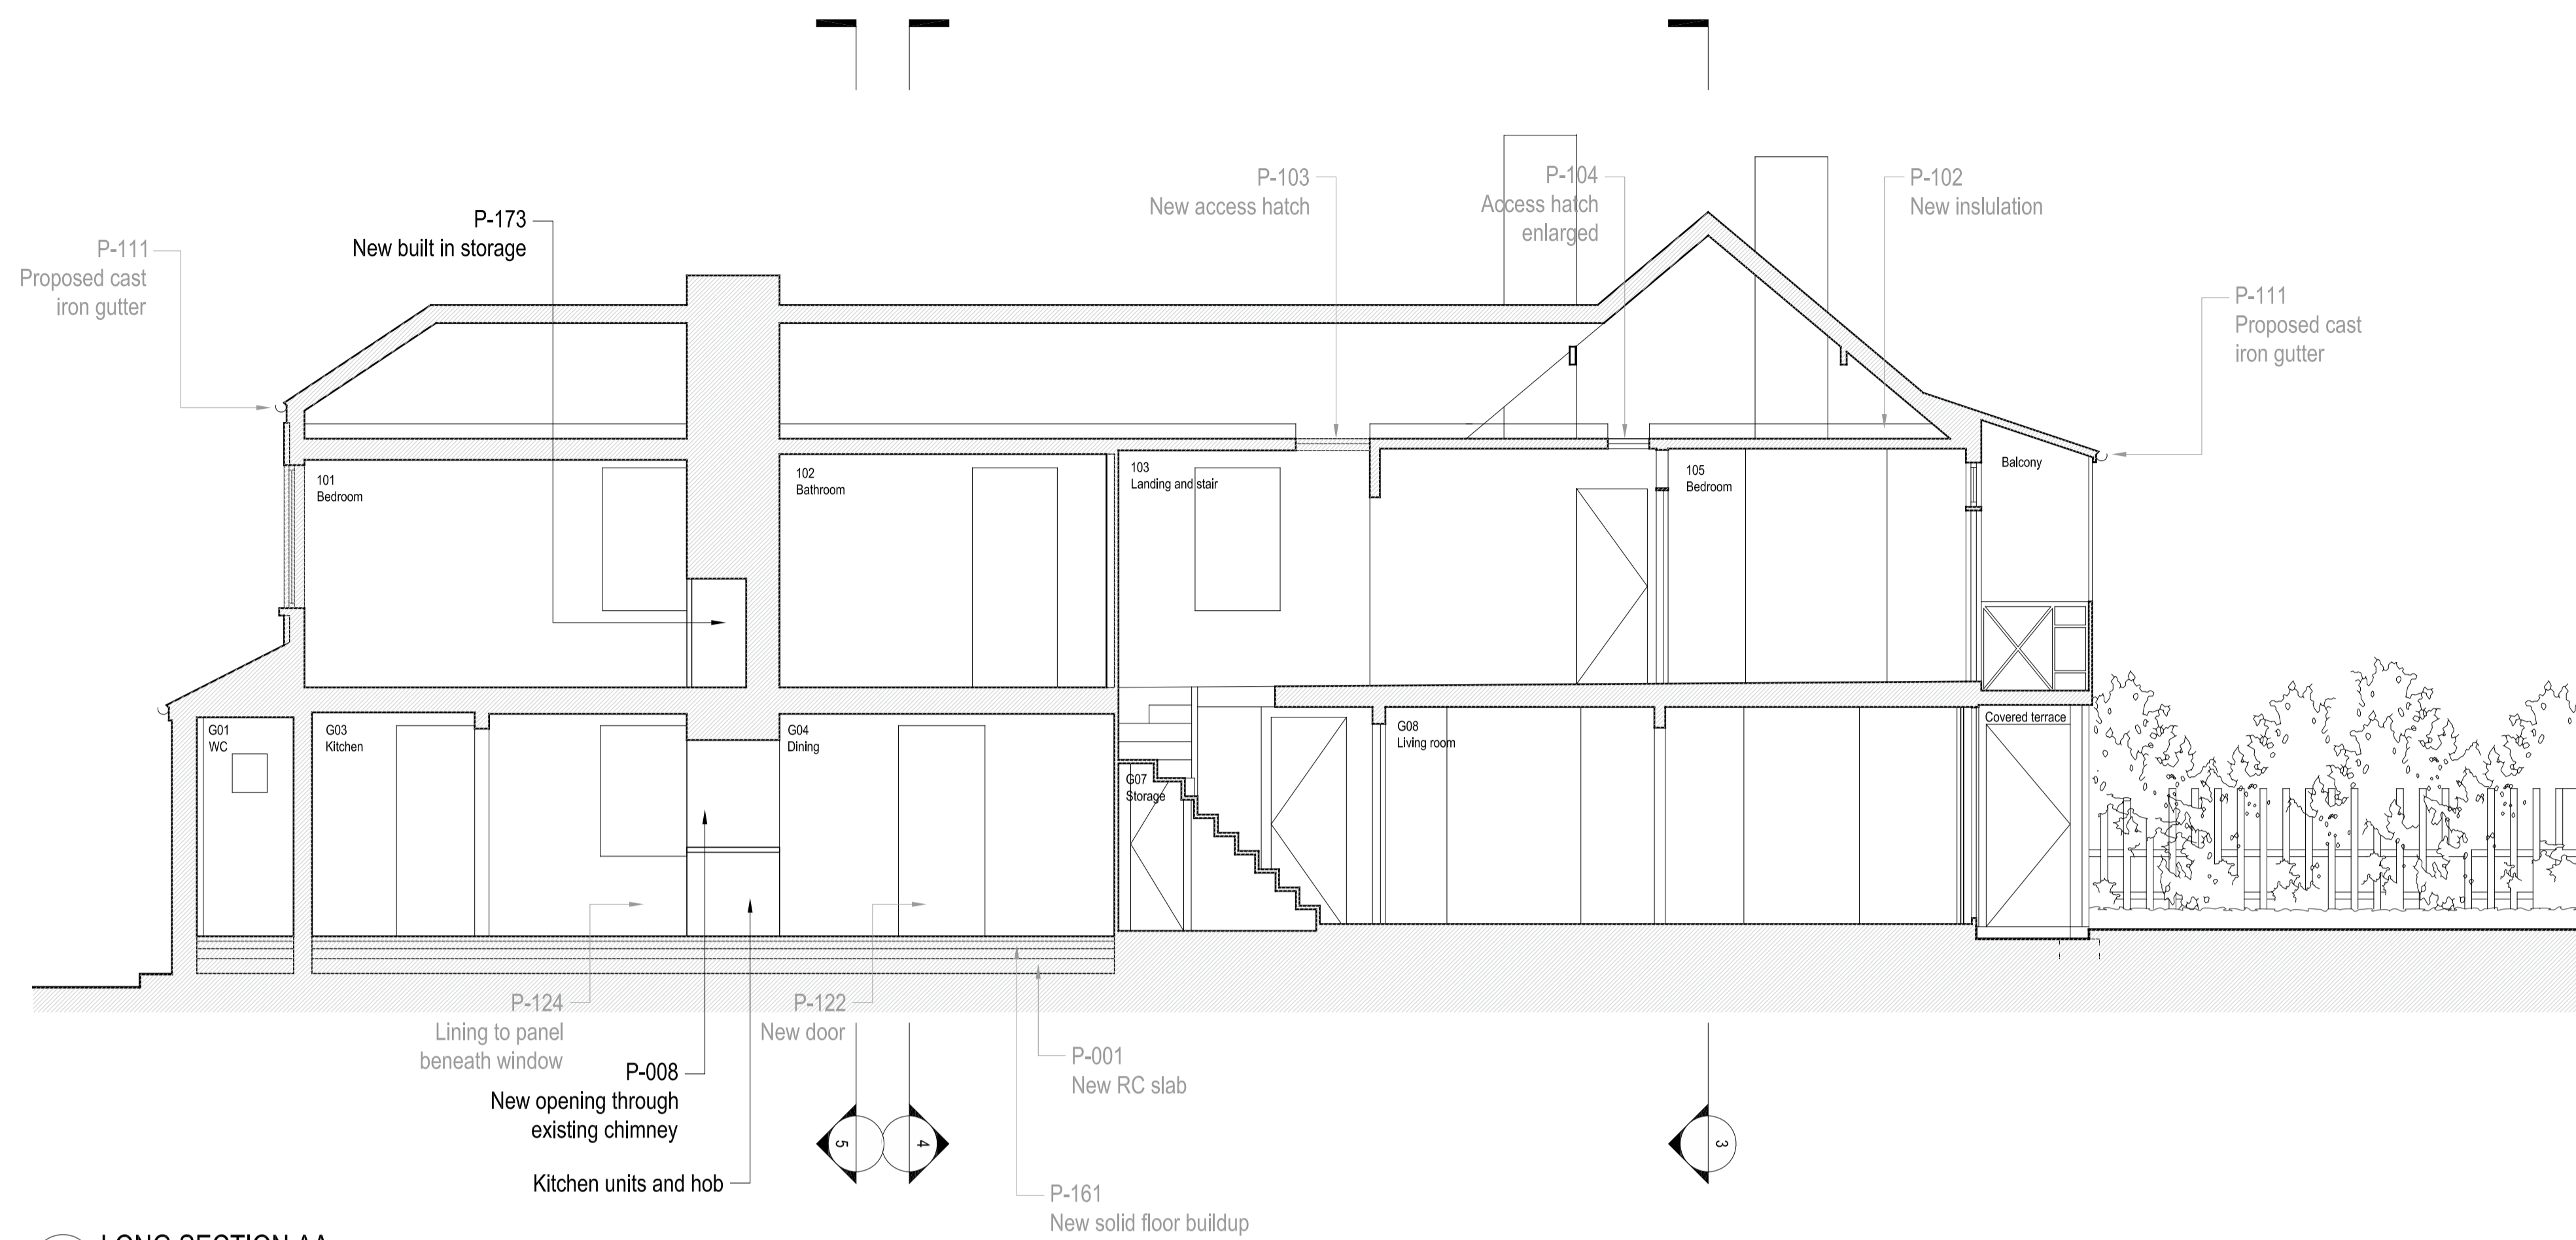 P-103
New access hatch
P-104
Access hatch
enlarged
P-102
New inslulation
P-173
New built in storage
P-111
Proposed cast
iron gutter
P-111
Proposed cast
iron gutter
101
Bedroom
102
Bathroom
103
Landing and stair
105
Bedroom
Balcony
G01
WC
G03
Kitchen
G04
Dining
G07
Storage
G08
Living room
Covered terrace
P-124
Lining to panel
beneath window
P-122
New door
P-008
New opening through
existing chimney
P-001
New RC slab
5
4
3
Kitchen units and hob
P-161
New solid floor buildup
LONG SECTION AA